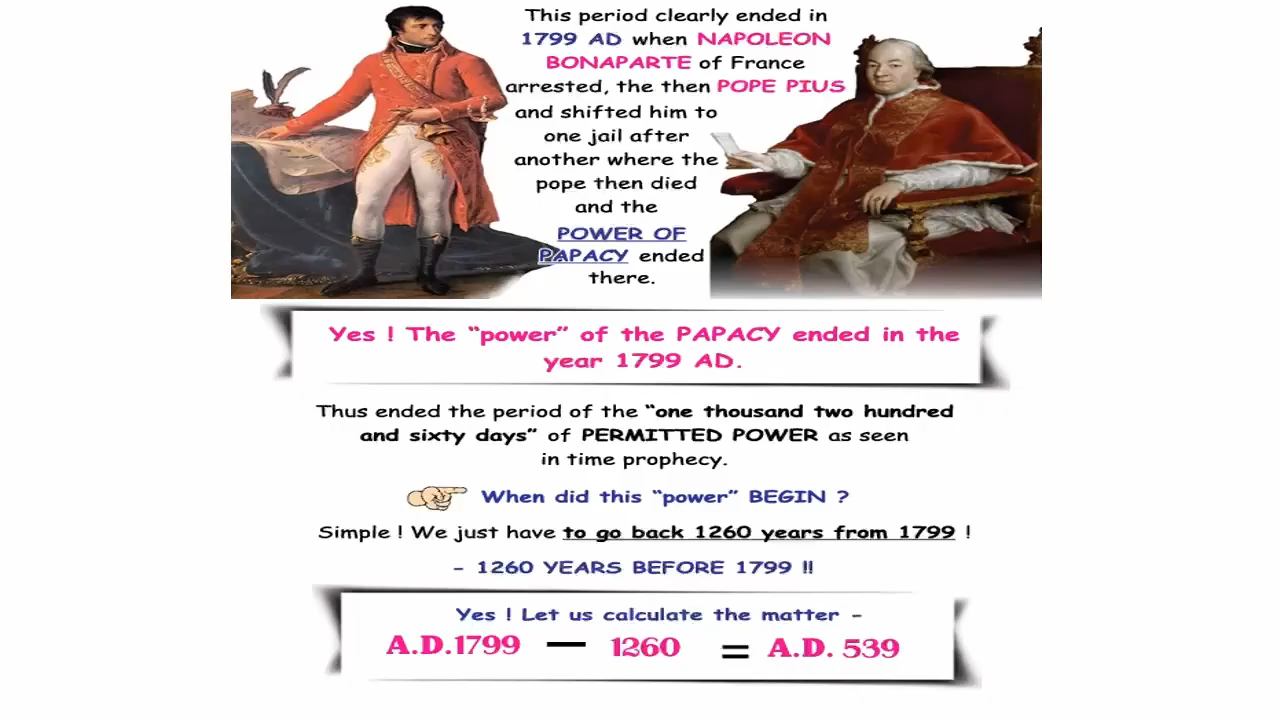 This period clearly ended in
1799 AD when NAPOLEON
BONAPARTE of France
arrested, the then POPE PIUS
and shifted him to
one jail after
another where the
pope then died
and the
POWER OF
PAPACY ended
there.
Yes ! The “power” of the PAPACY ended in the
year 1799 AD.
Thus ended the period of the “one thousand two hundred
and sixty days” of PERMITTED POWER as seen
in time prophecy.
When did this “power” BEGIN ?
Simple ! We just have to go back 1260 years from 1799 !
- 1260 YEARS BEFORE 1799 !!
Yes ! Let us calculate the matter -
A.D.1799 — 1260 = A.D. 539